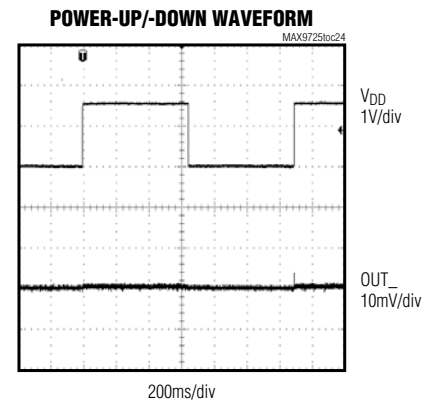 POWER-UP/-DOWN WAVEFORM
MAX9725toc24
VDD
1V/div
OUT_
10mV/div
200ms/div